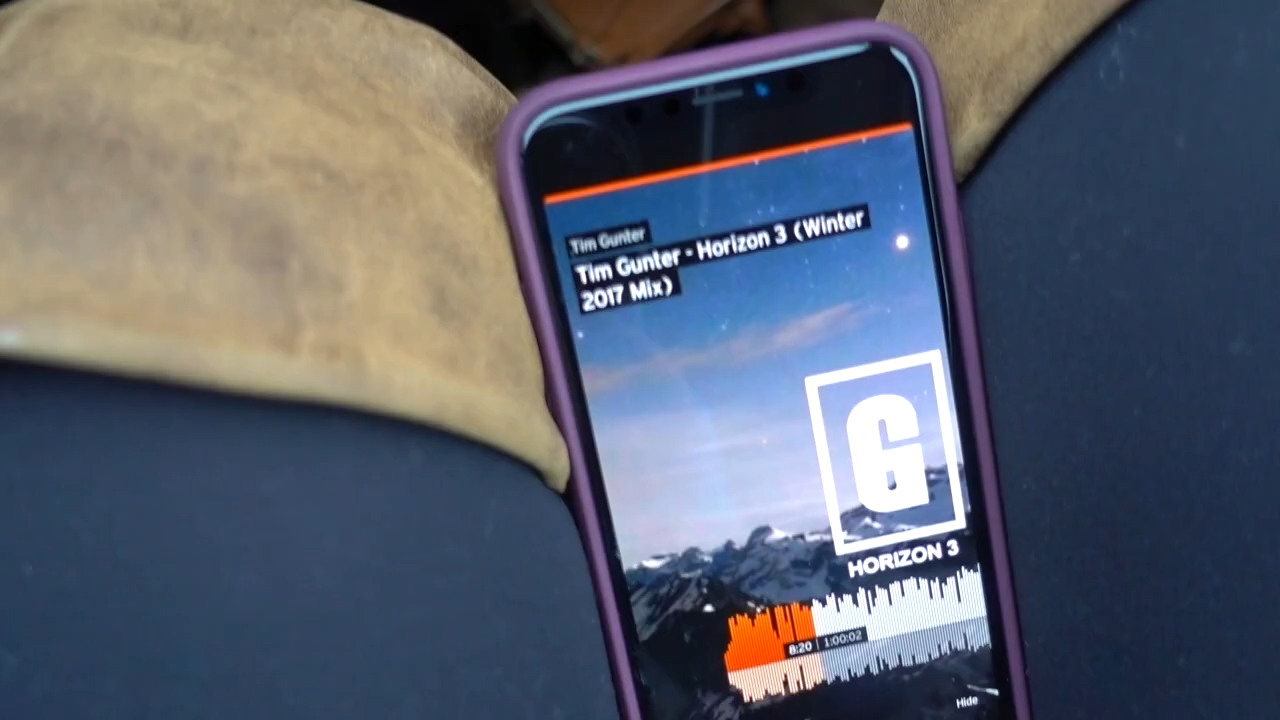 Tim Gunter
Tim Gunter - Horizon 3 (Winter
2017 Mix)
G
HORIZON 3
8:20 | 1:00:02
Hide